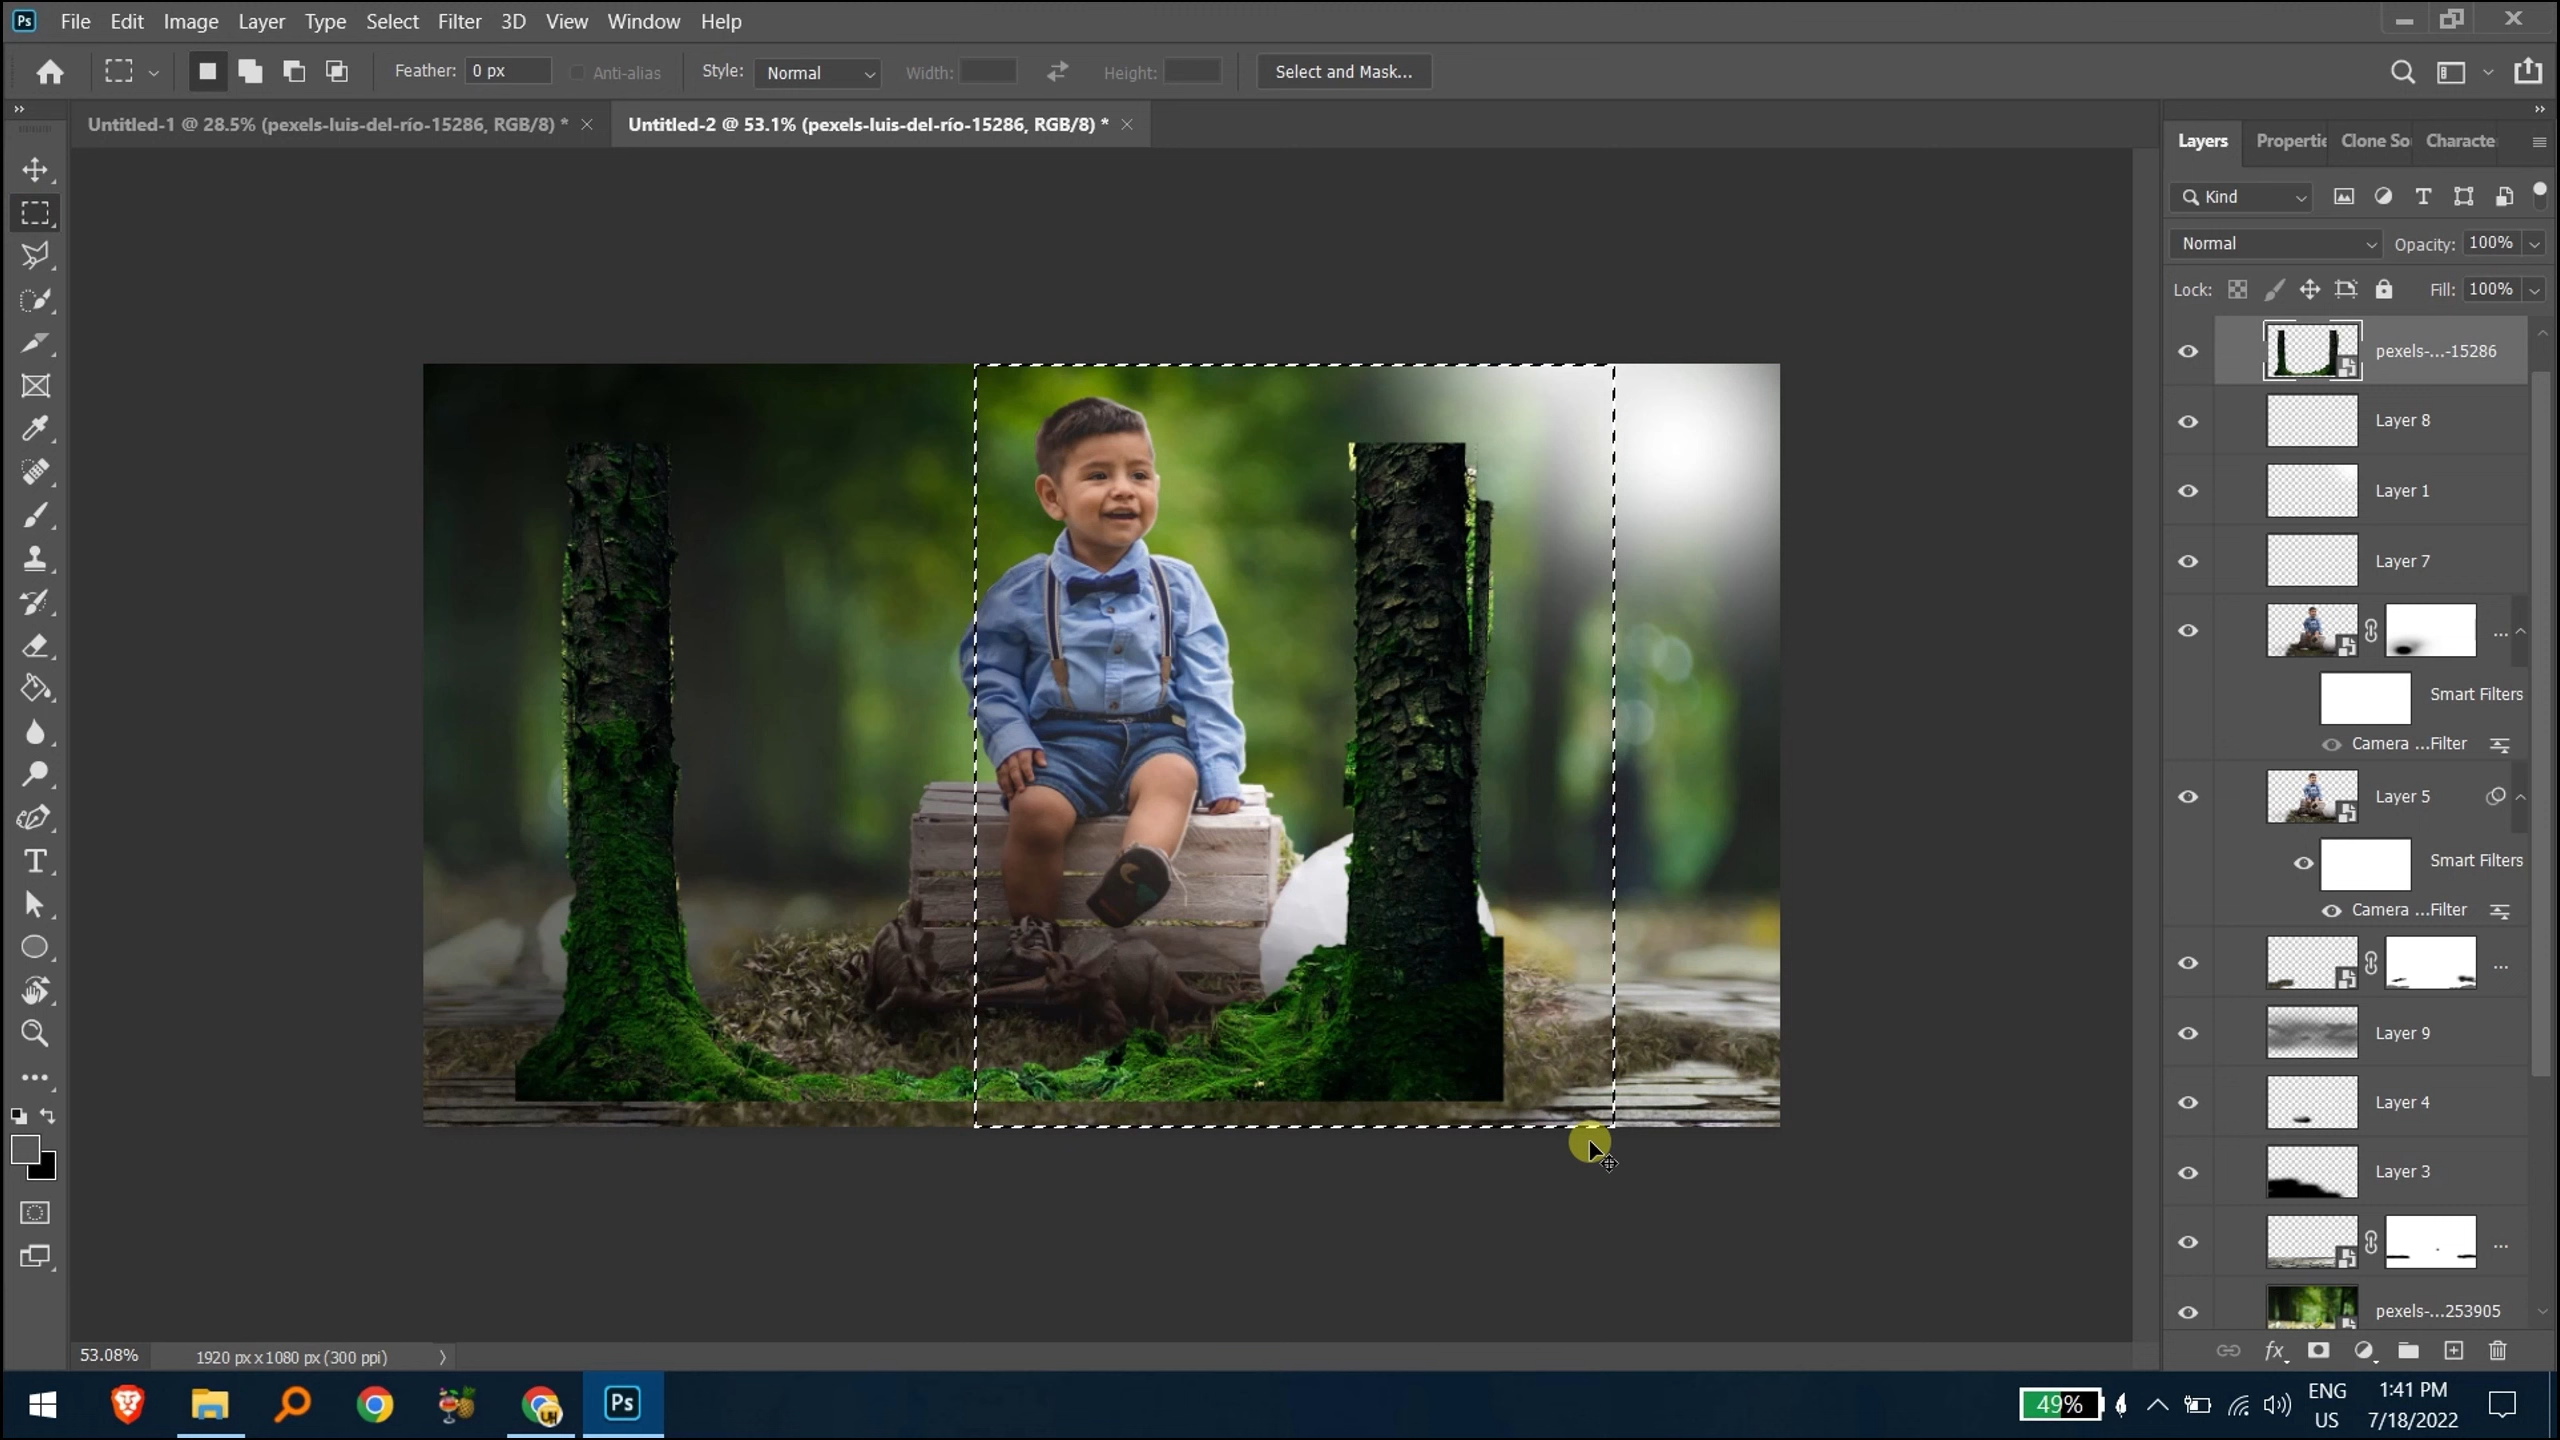 Ps File Edit Image Layer Type Select Filter 3D View Window Help
Feather: 0 px Anti-alias Style: Normal Width: Height: Select and Mask...
Untitled-1 @ 28.5% (pexels-luis-del-río-15286, RGB/8) * Untitled-2 @ 53.1% (pexels-luis-del-río-15286, RGB/8) *
Layers Properti Clone So Characte
Kind
Normal Opacity: 100%
Lock: Fill: 100%
pexels-...-15286
Layer 8
Layer 1
Layer 7
...
Smart Filters
Camera ...Filter
Layer 5
Smart Filters
Camera ...Filter
...
Layer 9
Layer 4
Layer 3
...
pexels-...253905
fx
53.08% 1920 px x 1080 px (300 ppi)
Ps 49% ENG 1:41 PM
US 7/18/2022